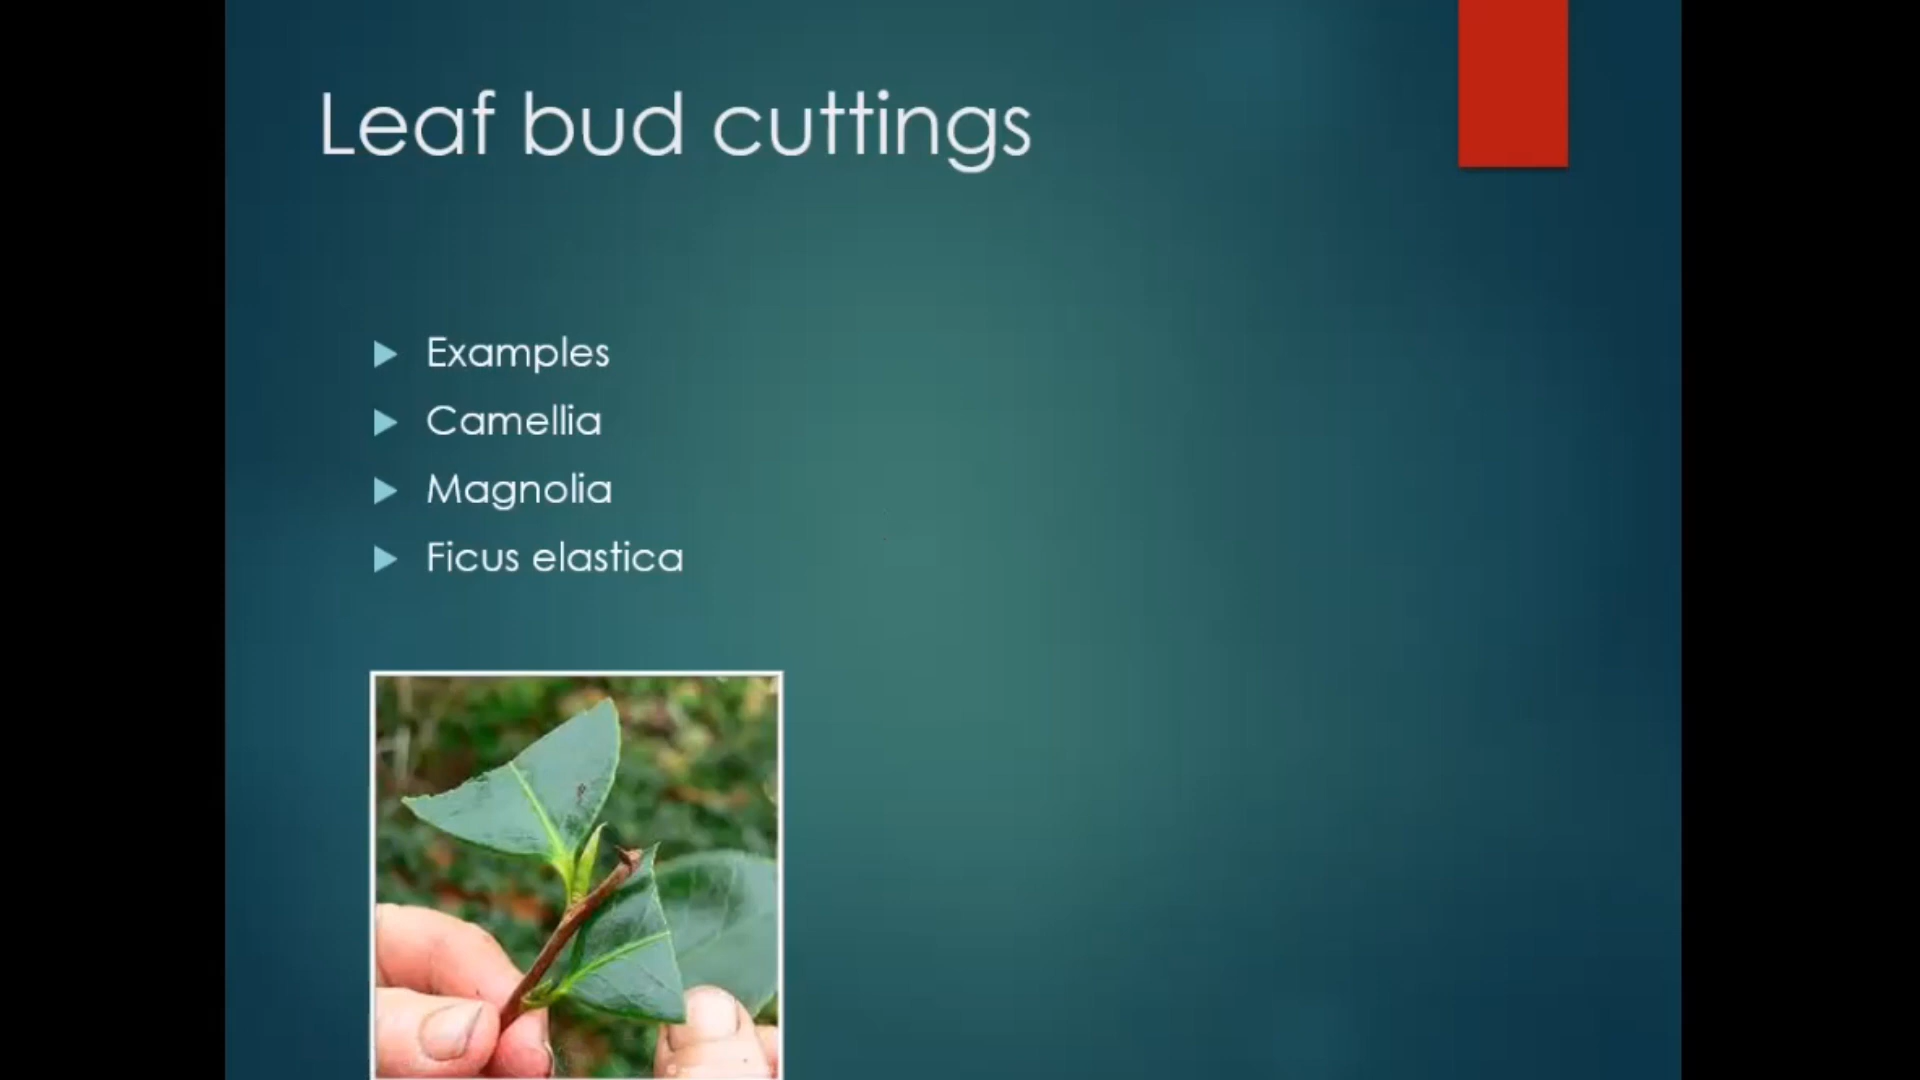 Leaf bud cuttings
Examples
Camellia
Magnolia
Ficus elastica